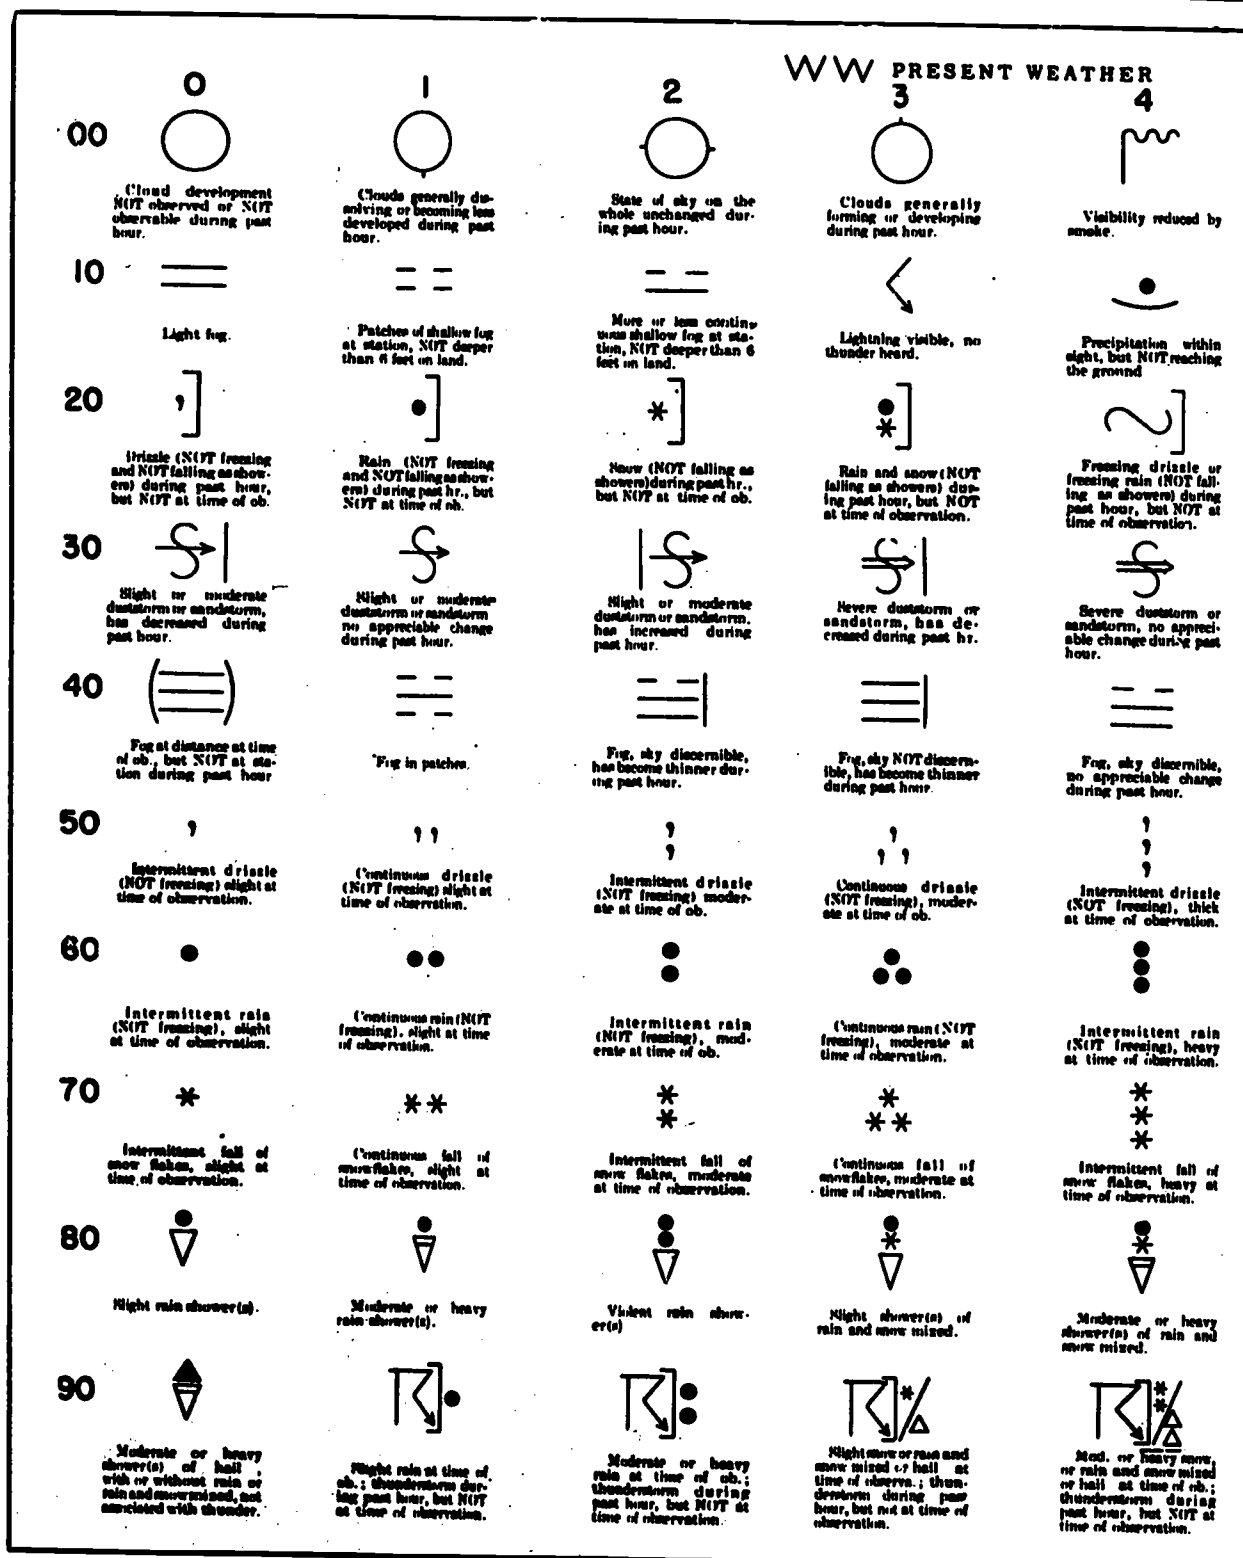 WW PRESENT WEATHER
0 1 2 3 4
00
Cloud development
NOT observed or NOT
observable during past
hour.
Clouds generally dis-
solving or becoming less
developed during past
hour.
State of sky on the
whole unchanged dur-
ing past hour.
Clouds generally
forming or developing
during past hour.
Visibility reduced by
smoke.
10
Light fog.
Patches of shallow fog
at station, NOT deeper
than 6 feet on land.
More or less contin-
uous shallow fog at sta-
tion, NOT deeper than 6
feet on land.
Lightning visible, no
thunder heard.
Precipitation within
sight, but NOT reaching
the ground
20
Drizzle (NOT freezing
and NOT falling as show-
ers) during past hour,
but NOT at time of ob.
Rain (NOT freezing
and NOT falling as show-
ers) during past hr., but
NOT at time of ob.
Snow (NOT falling as
showers) during past hr.,
but NOT at time of ob.
Rain and snow (NOT
falling as showers) dur-
ing past hour, but NOT
at time of observation.
Freezing drizzle or
freezing rain (NOT fall-
ing as showers) during
past hour, but NOT at
time of observation.
30
Slight or moderate
duststorm or sandstorm,
has decreased during
past hour.
Slight or moderate
duststorm or sandstorm
no appreciable change
during past hour.
Slight or moderate
duststorm or sandstorm,
has increased during
past hour.
Severe duststorm or
sandstorm, has de-
creased during past hr.
Severe duststorm or
sandstorm, no appreci-
able change during past
hour.
40
Fog at distance at time
of ob., but NOT at sta-
tion during past hour
Fog in patches.
Fog, sky discernible,
has become thinner dur-
ing past hour.
Fog, sky NOT discern-
ible, has become thinner
during past hour.
Fog, sky discernible,
no appreciable change
during past hour.
50
Intermittent drizzle
(NOT freezing) slight at
time of observation.
Continuous drizzle
(NOT freezing) slight at
time of observation.
Intermittent drizzle
(NOT freezing) moder-
ate at time of ob.
Continuous drizzle
(NOT freezing), moder-
ate at time of ob.
Intermittent drizzle
(NOT freezing), thick
at time of observation.
60
Intermittent rain
(NOT freezing), slight
at time of observation.
Continuous rain (NOT
freezing), slight at time
of observation.
Intermittent rain
(NOT freezing), mod-
erate at time of ob.
Continuous rain (NOT
freezing), moderate at
time of observation.
Intermittent rain
(NOT freezing), heavy
at time of observation.
70
Intermittent fall of
snow flakes, slight at
time of observation.
Continuous fall of
snowflakes, slight at
time of observation.
Intermittent fall of
snow flakes, moderate
at time of observation.
Continuous fall of
snowflakes, moderate at
time of observation.
Intermittent fall of
snow flakes, heavy at
time of observation.
80
Slight rain shower(s).
Moderate or heavy
rain shower(s).
Violent rain show-
er(s)
Slight shower(s) of
rain and snow mixed.
Moderate or heavy
shower(s) of rain and
snow mixed.
90
Moderate or heavy
shower(s) of hail,
with or without rain or
rain and snow mixed, not
associated with thunder.
Slight rain at time of
ob.; thunderstorm dur-
ing past hour, but NOT
at time of observation.
Moderate or heavy
rain at time of ob.;
thunderstorm during
past hour, but NOT at
time of observation.
Slight snow or rain and
snow mixed or hail at
time of observa.; thun-
derstorm during past
hour, but not at time of
observation.
Mod. or heavy snow,
or rain and snow mixed
or hail at time of ob.;
thunderstorm during
past hour, but NOT at
time of observation.